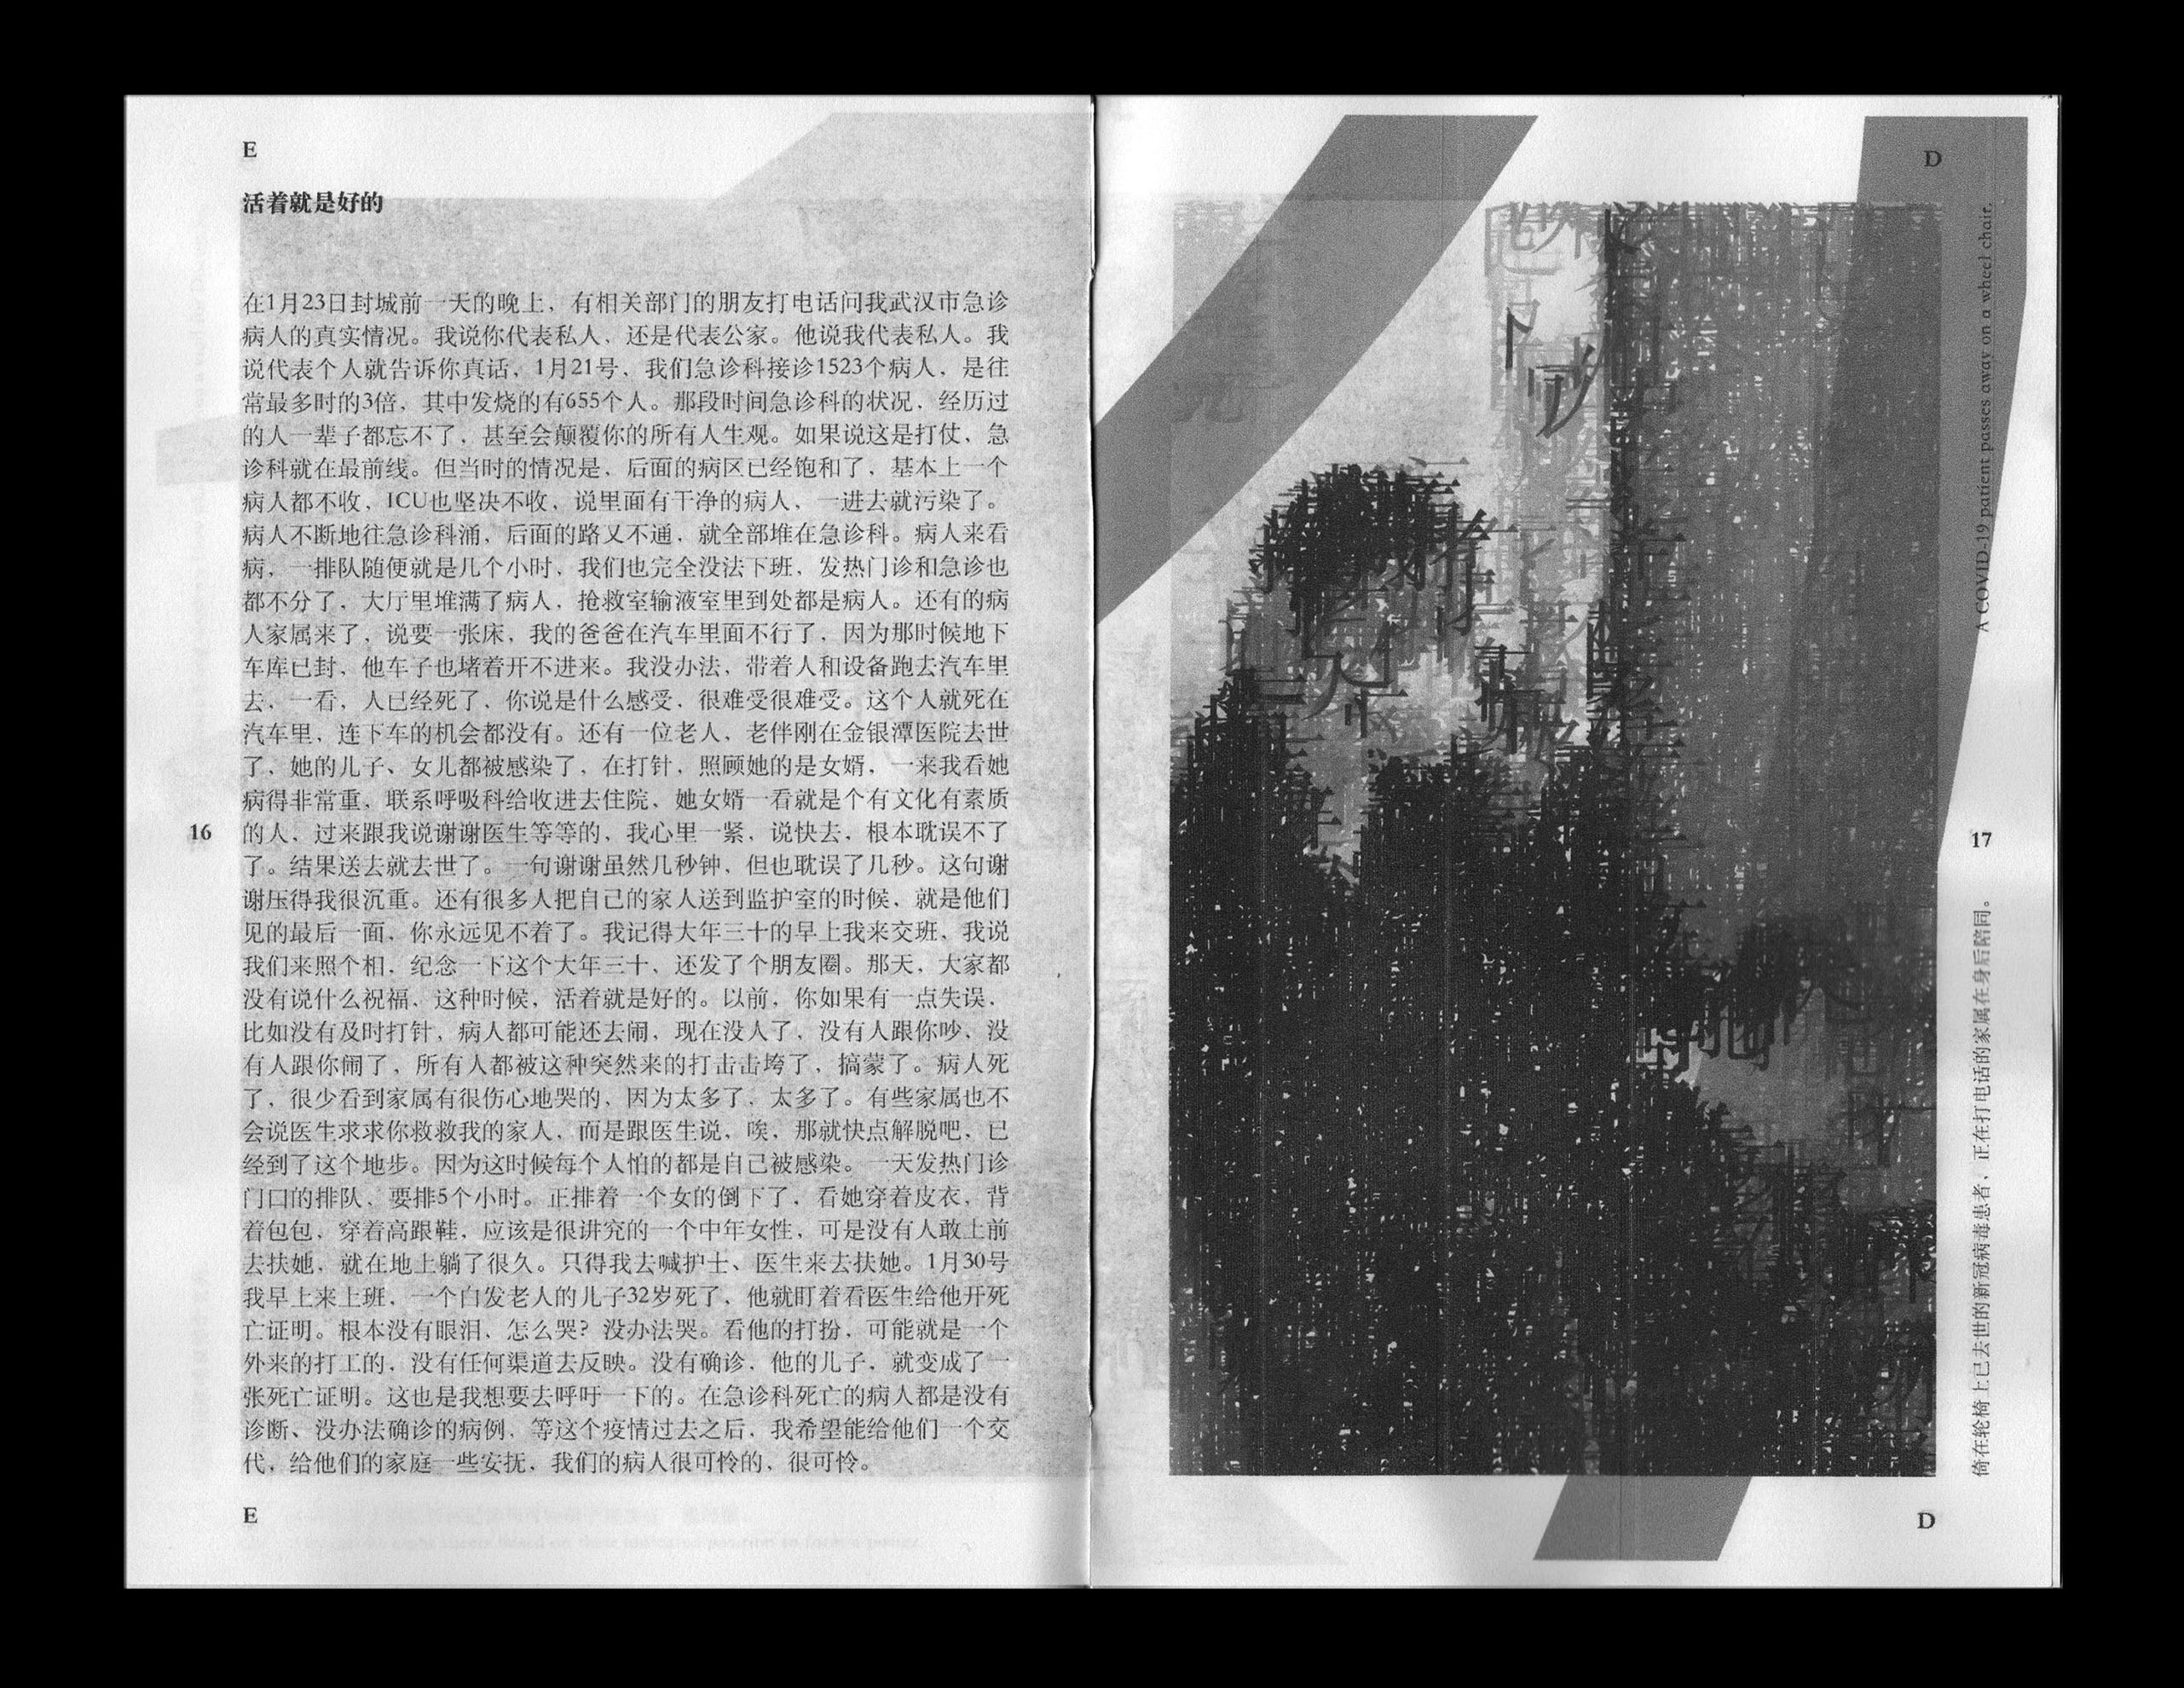 E
活着就是好的
在1月23日封城前一天的晚上，有相关部门的朋友打电话问我武汉市急诊
病人的真实情况。我说你代表私人，还是代表公家。他说我代表私人。我
说代表个人就告诉你真话，1月21号，我们急诊科接诊1523个病人，是往
常最多时的3倍，其中发烧的有655个人。那段时间急诊科的状况，经历过
的人一辈子都忘不了，甚至会颠覆你的所有人生观。如果说这是打仗，急
诊科就在最前线。但当时的情况是，后面的病区已经饱和了，基本上一个
病人都不收，ICU也坚决不收，说里面有干净的病人，一进去就污染了。
病人不断地往急诊科涌，后面的路又不通，就全部堆在急诊科。病人来看
病，一排队随便就是几个小时，我们也完全没法下班，发热门诊和急诊也
都不分了，大厅里堆满了病人，抢救室输液室里到处都是病人。还有的病
人家属来了，说要一张床，我的爸爸在汽车里面不行了，因为那时候地下
车库已封，他车子也堵着开不进来。我没办法，带着人和设备跑去汽车里
去，一看，人已经死了，你说是什么感受，很难受很难受。这个人就死在
汽车里，连下车的机会都没有。还有一位老人，老伴刚在金银潭医院去世
了，她的儿子、女儿都被感染了，在打针，照顾她的是女婿，一来我看她
病得非常重，联系呼吸科给收进去住院，她女婿一看就是个有文化有素质
的人，过来跟我说谢谢医生等等的，我心里一紧，说快去，根本耽误不了
了。结果送去就去世了。一句谢谢虽然几秒钟，但也耽误了几秒。这句谢
谢压得我很沉重。还有很多人把自己的家人送到监护室的时候，就是他们
见的最后一面，你永远见不着了。我记得大年三十的早上我来交班，我说
我们来照个相，纪念一下这个大年三十，还发了个朋友圈。那天，大家都
没有说什么祝福，这种时候，活着就是好的。以前，你如果有一点失误，
比如没有及时打针，病人都可能还去闹，现在没人了，没有人跟你吵，没
有人跟你闹了，所有人都被这种突然来的打击击垮了，搞蒙了。病人死
了，很少看到家属有很伤心地哭的，因为太多了，太多了。有些家属也不
会说医生求求你救救我的家人，而是跟医生说，唉，那就快点解脱吧，已
经到了这个地步。因为这时候每个人怕的都是自己被感染。一天发热门诊
门口的排队，要排5个小时。正排着一个女的倒下了，看她穿着皮衣，背
着包包，穿着高跟鞋，应该是很讲究的一个中年女性，可是没有人敢上前
去扶她，就在地上躺了很久。只得我去喊护士、医生来去扶她。1月30号
我早上来上班，一个白发老人的儿子32岁死了，他就盯着看医生给他开死
亡证明。根本没有眼泪，怎么哭？没办法哭。看他的打扮，可能就是一个
外来的打工的，没有任何渠道去反映。没有确诊，他的儿子，就变成了一
张死亡证明。这也是我想要去呼吁一下的。在急诊科死亡的病人都是没有
诊断、没办法确诊的病例，等这个疫情过去之后，我希望能给他们一个交
代，给他们的家庭一些安抚，我们的病人很可怜的，很可怜。
16
E
D
A COVID-19 patient passes away on a wheel chair.
17
倚在轮椅上已去世的新冠病毒患者，正在打电话的家属在身后陪同。
D